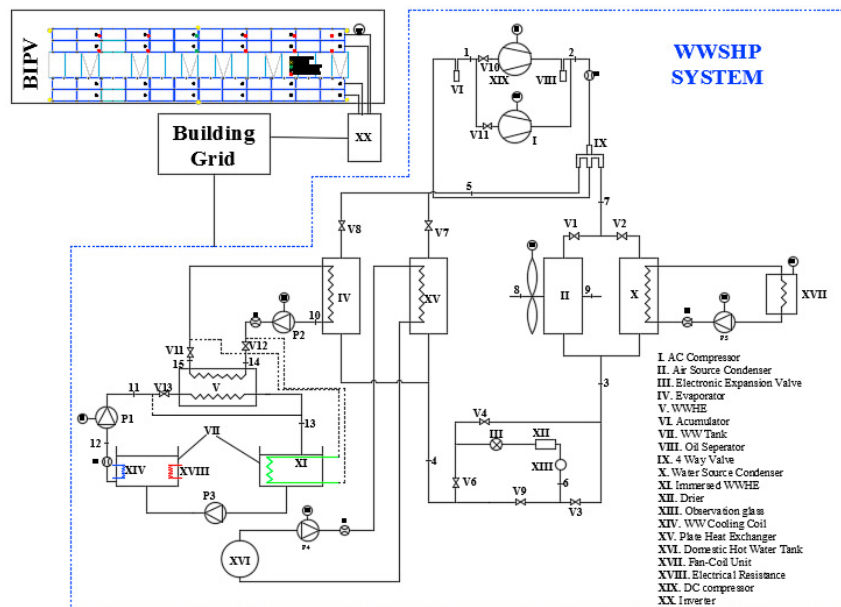 BIPV
XX
Building
Grid
WWSHP
SYSTEM
1
V10
XIX
2
VI
VIII
V11
I
IX
5
7
V8
V7
V1
V2
IV
XV
8
II
9
X
XVII
10
P2
P5
V11
V12
15
14
V
11
V13
P1
13
12
VII
XIV
XVIII
XI
P3
3
V4
III
XII
XIII
4
V6
6
V9
V3
P4
XVI
I. AC Compressor
II. Air Source Condenser
III. Electronic Expansion Valve
IV. Evaporator
V. WWHE
VI. Acumulator
VII. WW Tank
VIII. Oil Seperator
IX. 4 Way Valve
X. Water Source Condenser
XI. Immersed WWHE
XII. Drier
XIII. Observation glass
XIV. WW Cooling Coil
XV. Plate Heat Exchanger
XVI. Domestic Hot Water Tank
XVII. Fan-Coil Unit
XVIII. Electrical Resistance
XIX. DC compressor
XX. Inverter